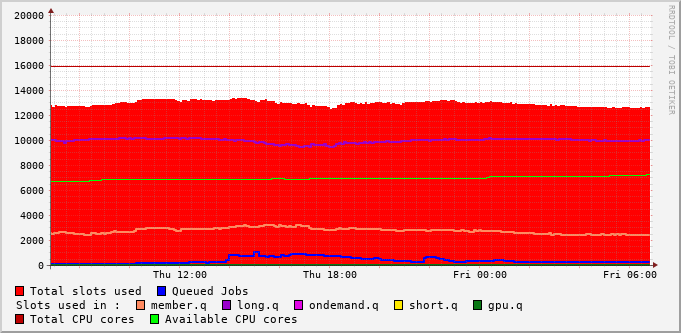 20000
18000
16000
14000
12000
10000
8000
6000
4000
2000
0
Thu 12:00 Thu 18:00 Fri 00:00 Fri 06:00
RRDTOOL / TOBI OETIKER
Total slots used Queued Jobs
Slots used in : member.q long.q ondemand.q short.q gpu.q
Total CPU cores Available CPU cores